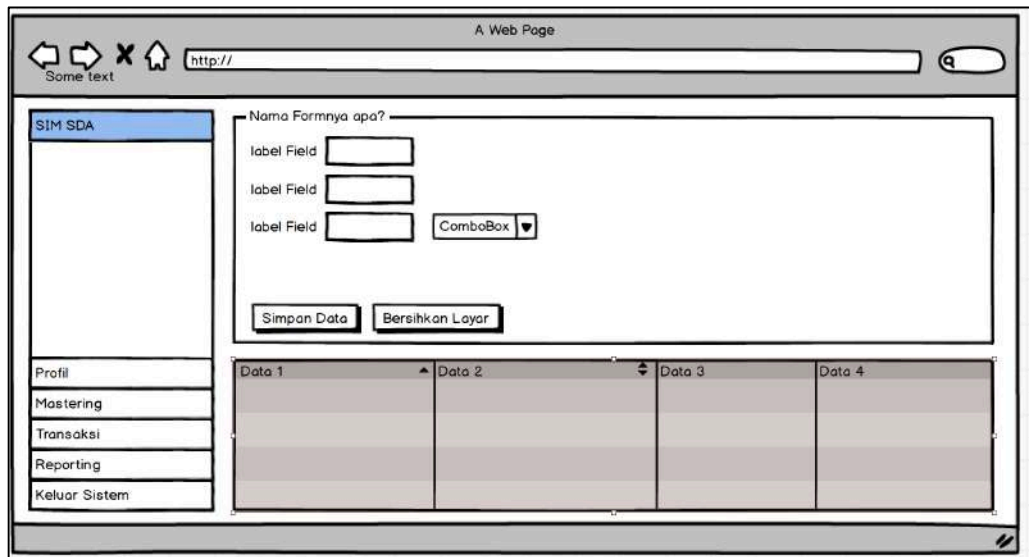 A Web Page
http://
Some text
SIM SDA
Profil
Mastering
Transaksi
Reporting
Keluar Sistem
Nama Formnya apa?
label Field
label Field
label Field ComboBox
Simpan Data Bersihkan Layar
Data 1 Data 2 Data 3 Data 4